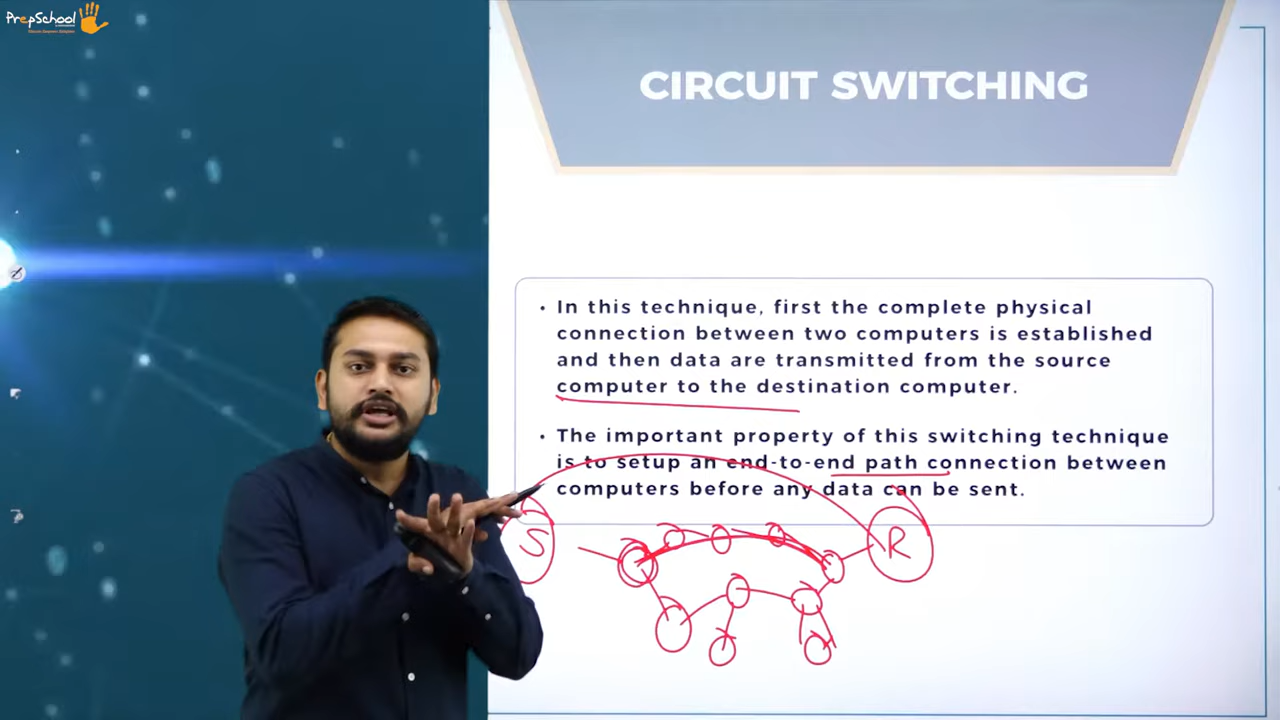 PrepSchool
CIRCUIT SWITCHING
• In this technique, first the complete physical
connection between two computers is established
and then data are transmitted from the source
computer to the destination computer.
• The important property of this switching technique
is to setup an end-to-end path connection between
computers before any data can be sent.
S
R